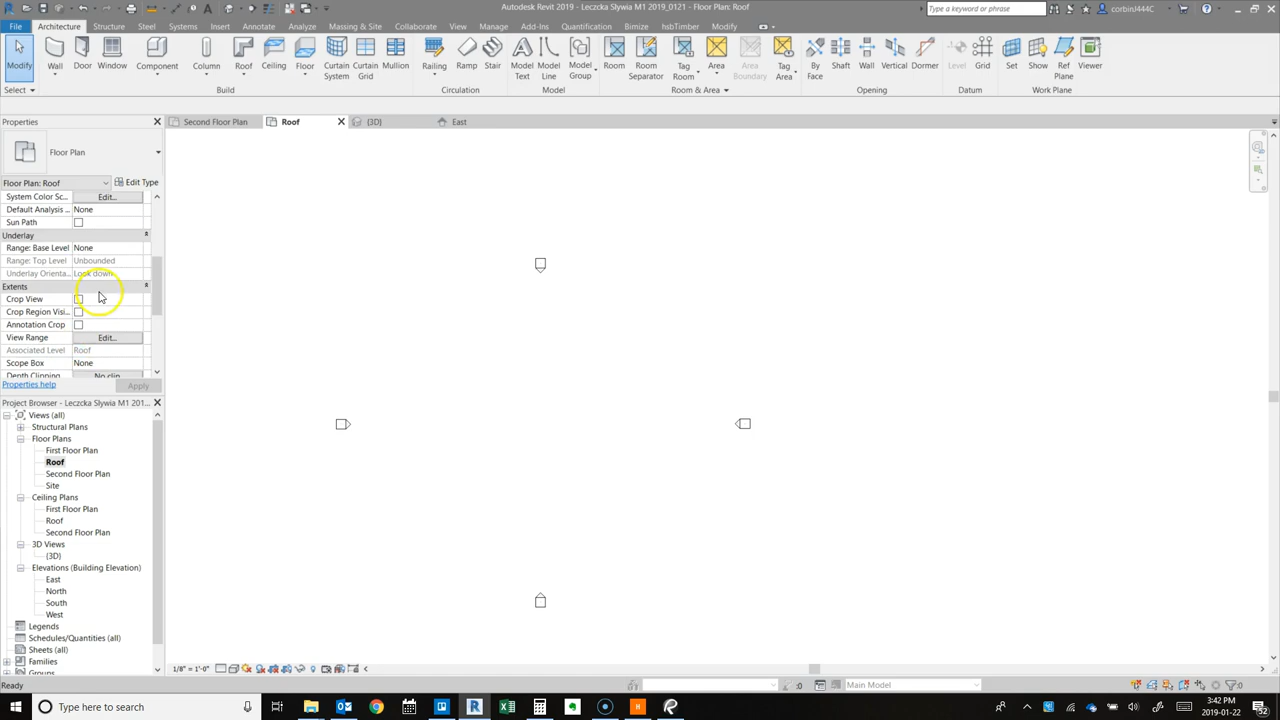 Autodesk Revit 2019 - Leczcka Slywia M1 2019_0121 - Floor Plan: Roof
Type a keyword or phrase
corbinJ444C
File Architecture Structure Steel Systems Insert Annotate Analyze Massing & Site Collaborate View Manage Add-Ins Quantification Bimize hsbTimber Modify
Modify Wall Door Window Component Column Roof Ceiling Floor Curtain System Curtain Grid Mullion Railing Ramp Stair Model Text Model Line Model Group Room Room Separator Tag Room Area Area Boundary Tag Area By Face Shaft Wall Vertical Dormer Level Grid Set Show Ref Plane Viewer
Select Build Circulation Model Room & Area Opening Datum Work Plane
Properties
Second Floor Plan Roof {3D} East
Floor Plan
Floor Plan: Roof Edit Type
System Color Sc... Edit...
Default Analysis ... None
Sun Path
Underlay
Range: Base Level None
Range: Top Level Unbounded
Underlay Orienta... Look down
Extents
Crop View
Crop Region Visi...
Annotation Crop
View Range Edit...
Associated Level Roof
Scope Box None
Depth Clipping No clip
Properties help Apply
Project Browser - Leczcka Slywia M1 2019...
Views (all)
Structural Plans
Floor Plans
First Floor Plan
Roof
Second Floor Plan
Site
Ceiling Plans
First Floor Plan
Roof
Second Floor Plan
3D Views
{3D}
Elevations (Building Elevation)
East
North
South
West
Legends
Schedules/Quantities (all)
Sheets (all)
Families
Groups
1/8" = 1'-0"
Ready :0 Main Model :0
Type here to search
3:42 PM
2019-01-22